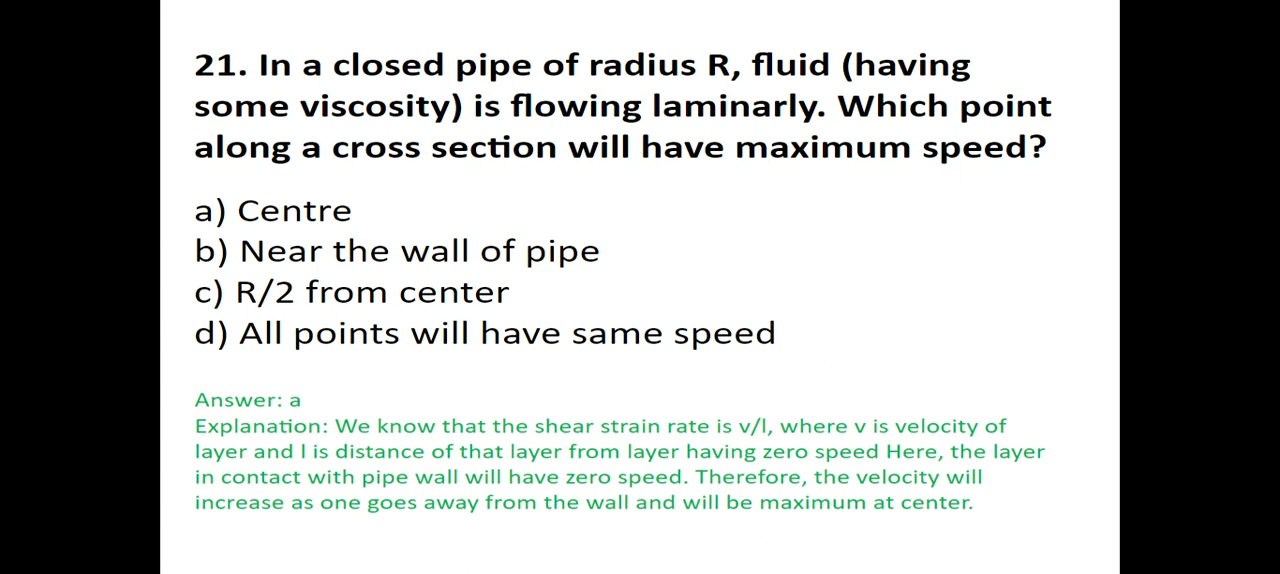 21. In a closed pipe of radius R, fluid (having
some viscosity) is flowing laminarly. Which point
along a cross section will have maximum speed?
a) Centre
b) Near the wall of pipe
c) R/2 from center
d) All points will have same speed
Answer: a
Explanation: We know that the shear strain rate is v/l, where v is velocity of
layer and l is distance of that layer from layer having zero speed Here, the layer
in contact with pipe wall will have zero speed. Therefore, the velocity will
increase as one goes away from the wall and will be maximum at center.